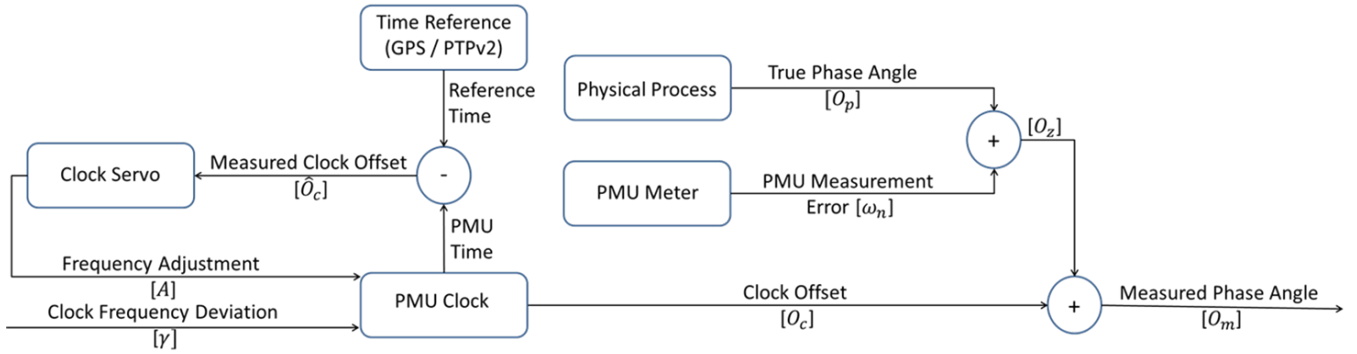 Time Reference
(GPS / PTPv2)
Reference
Time
Physical Process
True Phase Angle
[O_p]
+
[O_z]
Clock Servo
Measured Clock Offset
[Ô_c]
-
PMU Meter
PMU Measurement
Error [ω_n]
PMU
Time
Frequency Adjustment
[A]
Clock Frequency Deviation
[γ]
PMU Clock
Clock Offset
[O_c]
+
Measured Phase Angle
[O_m]